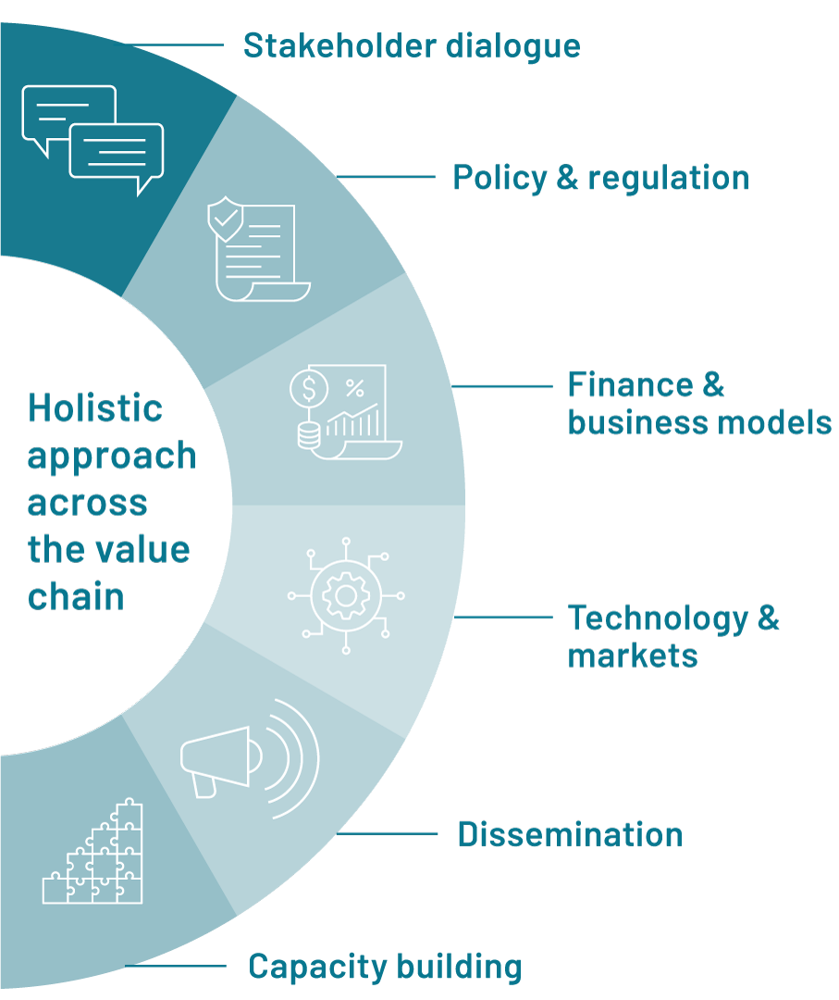 Stakeholder dialogue
Policy & regulation
Finance &
business models
Holistic
approach
across
the value
chain
Technology &
markets
Dissemination
Capacity building
$
%